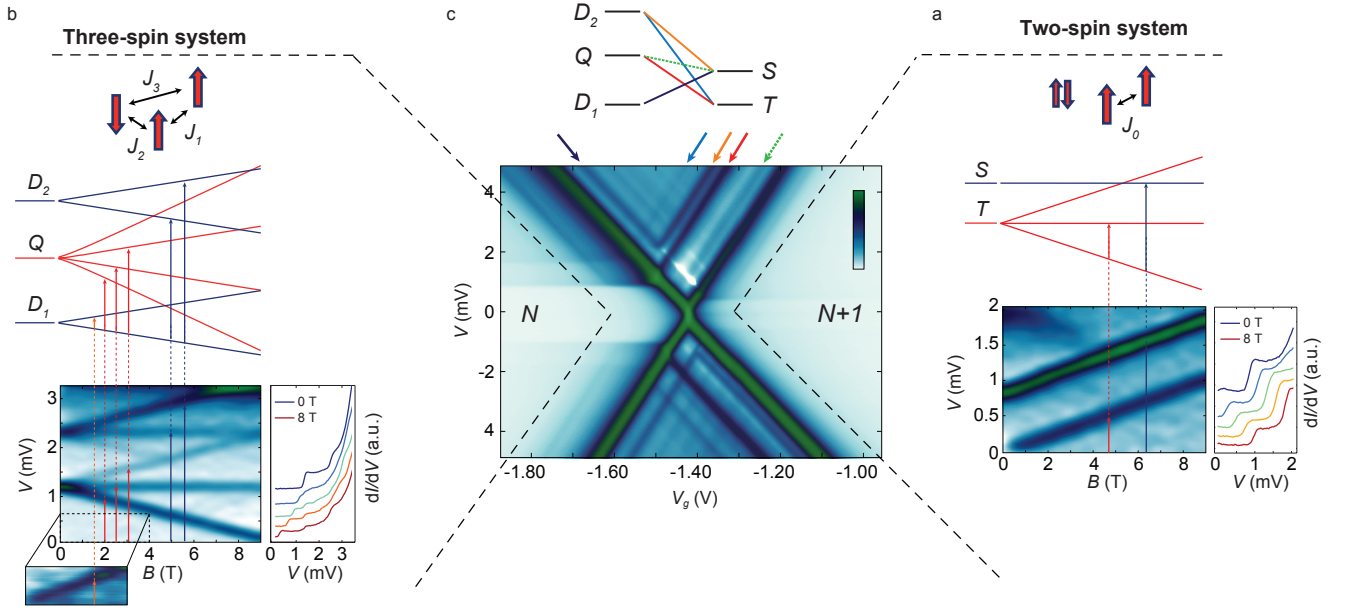 b
Three-spin system
J3
J2
J1
D2
Q
D1
V (mV)
3
2
1
0
0
2
4
6
8
B (T)
0 T
8 T
dI/dV (a.u.)
0
1
2
3
V (mV)
c
D2
Q
D1
S
T
V (mV)
4
2
0
-2
-4
N
N+1
-1.80
-1.60
-1.40
-1.20
-1.00
Vg (V)
a
Two-spin system
J0
S
T
V (mV)
2
1.5
1
0.5
0
0
2
4
6
8
B (T)
0 T
8 T
dI/dV (a.u.)
0
1
2
V (mV)